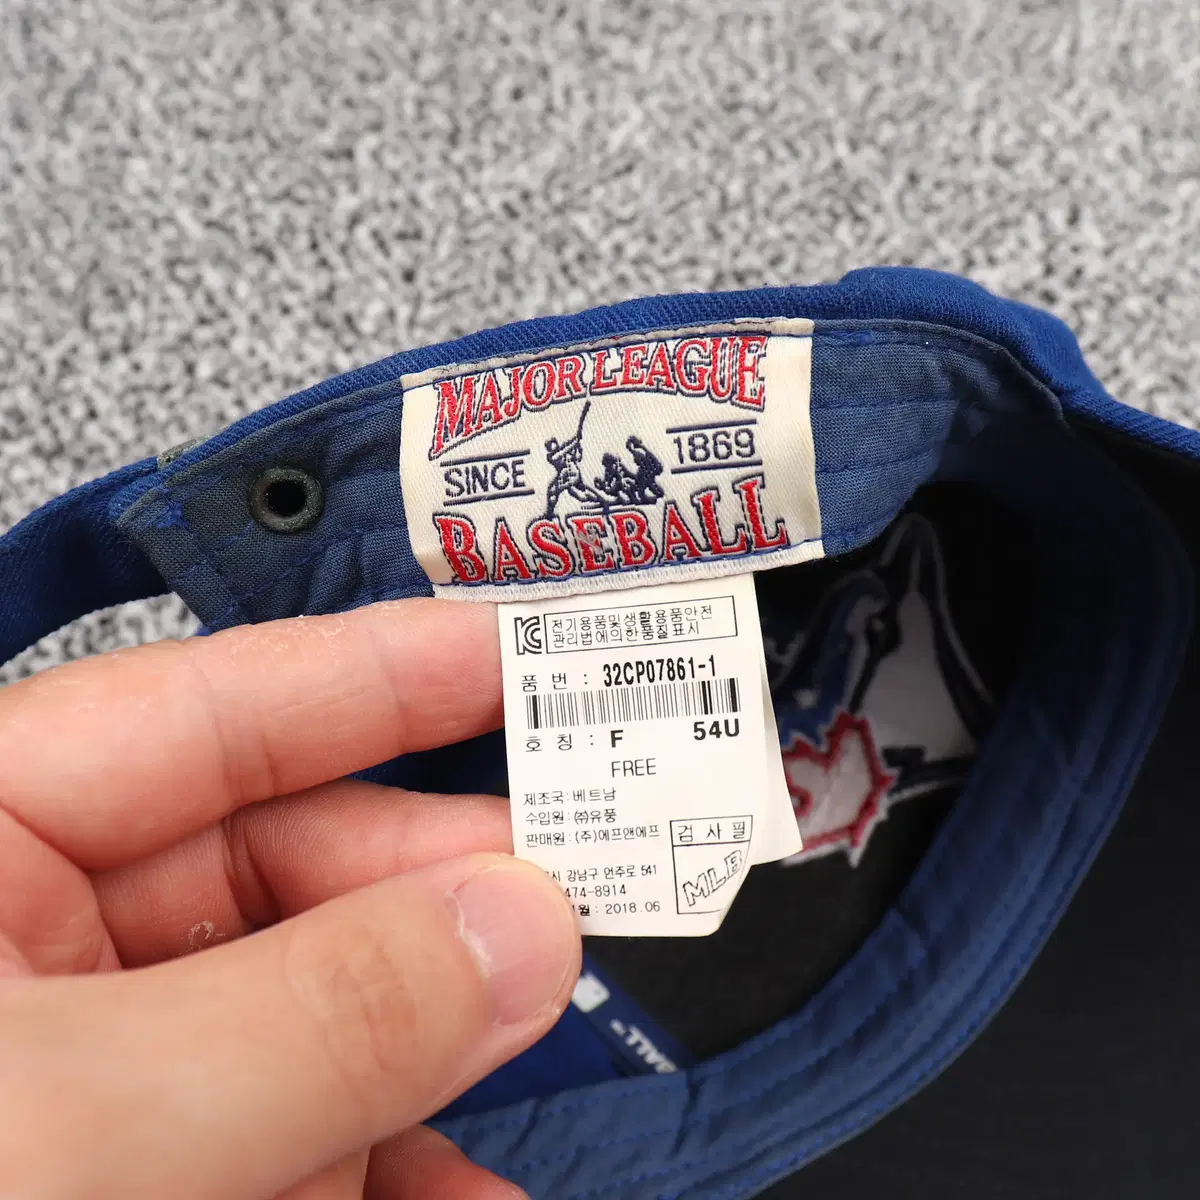 MAJOR LEAGUE
SINCE 1869
BASEBALL
전기용품및생활용품안전
관리법에의한품질표시
품 번 : 32CP07861-1
54U
호 칭 : F
FREE
제조국:베트남
수입원:㈜유풍
판매원:(주)에프앤에프
강남구 언주로 541
474-8914
월: 2018.06
검 사 필
MLB